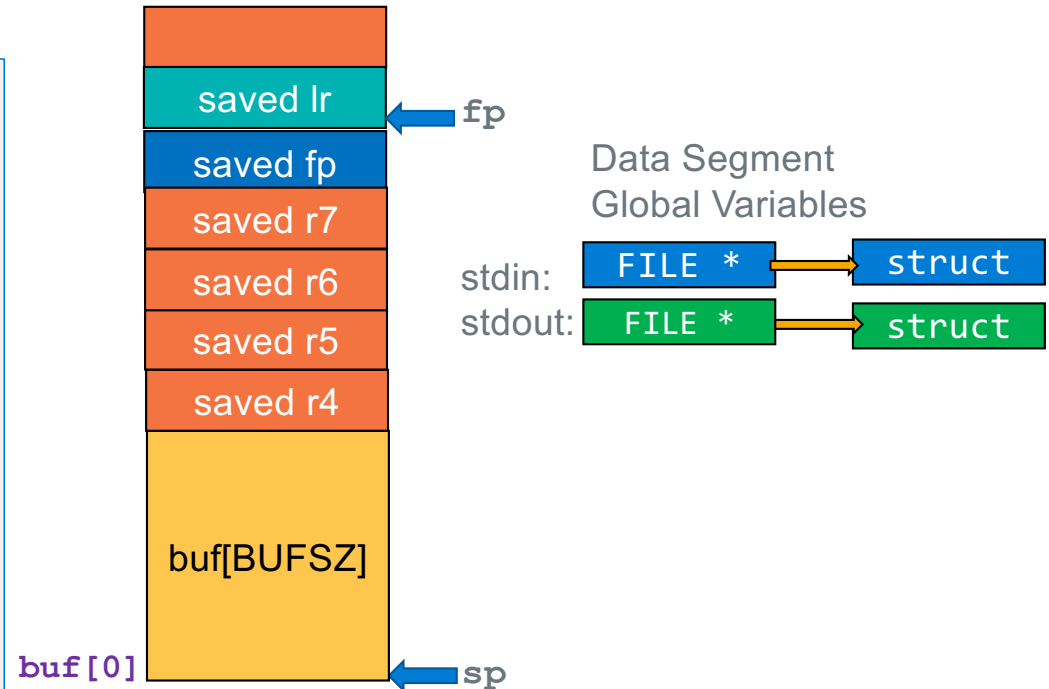 saved lr
fp
saved fp
saved r7
saved r6
saved r5
saved r4
buf[BUFSZ]
buf[0]
sp
Data Segment
Global Variables
stdin: FILE * struct
stdout: FILE * struct